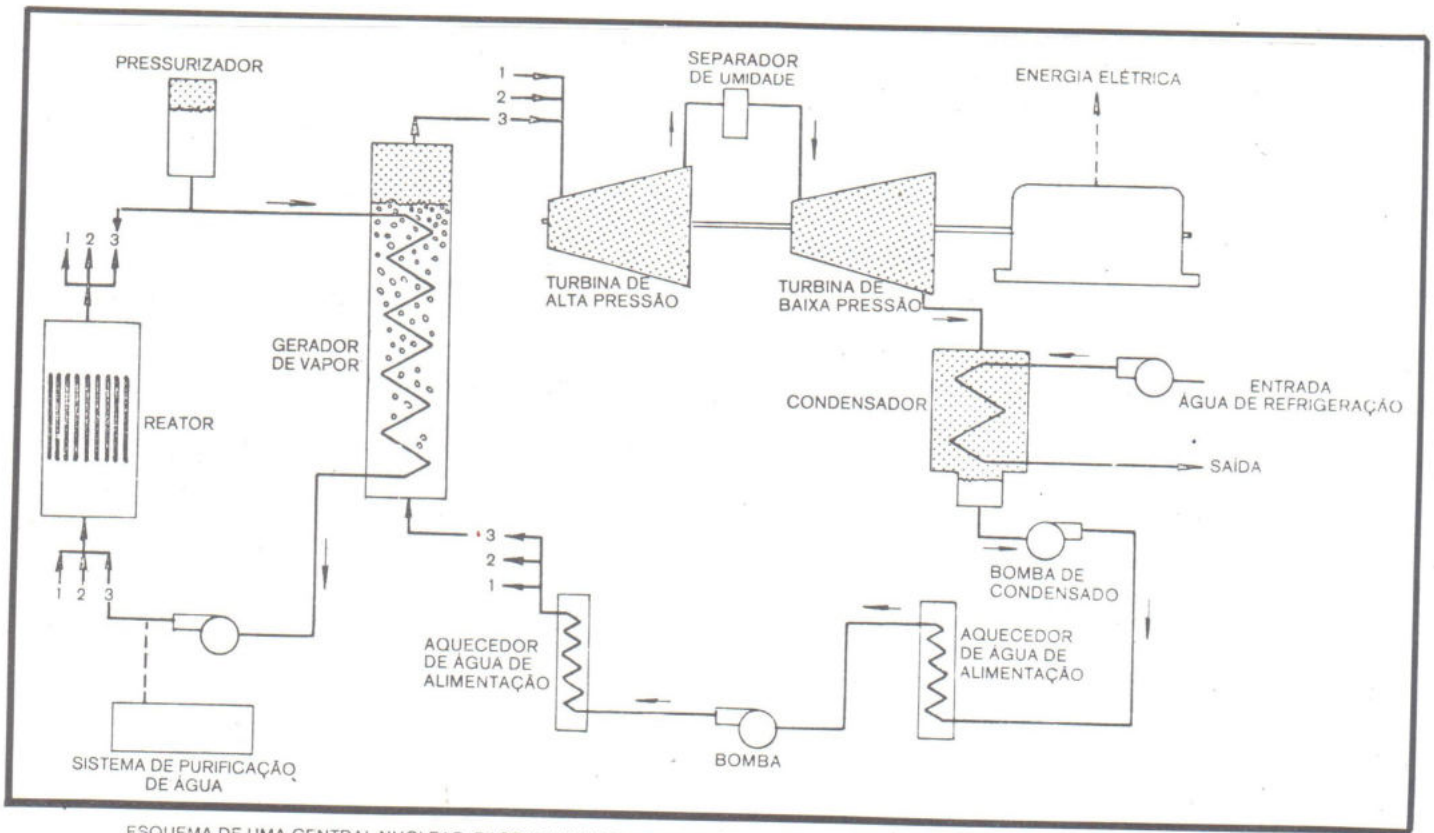 PRESSURIZADOR
1
2
3
SEPARADOR
DE UMIDADE
ENERGIA ELÉTRICA
1 2 3
TURBINA DE
ALTA PRESSÃO
TURBINA DE
BAIXA PRESSÃO
GERADOR
DE VAPOR
REATOR
CONDENSADOR
ENTRADA
ÁGUA DE REFRIGERAÇÃO
SAÍDA
3
2
1
1 2 3
BOMBA DE
CONDENSADO
AQUECEDOR
DE ÁGUA DE
ALIMENTAÇÃO
AQUECEDOR
DE ÁGUA DE
ALIMENTAÇÃO
BOMBA
SISTEMA DE PURIFICAÇÃO
DE ÁGUA
ESQUEMA DE UMA CENTRAL NUCLEAR